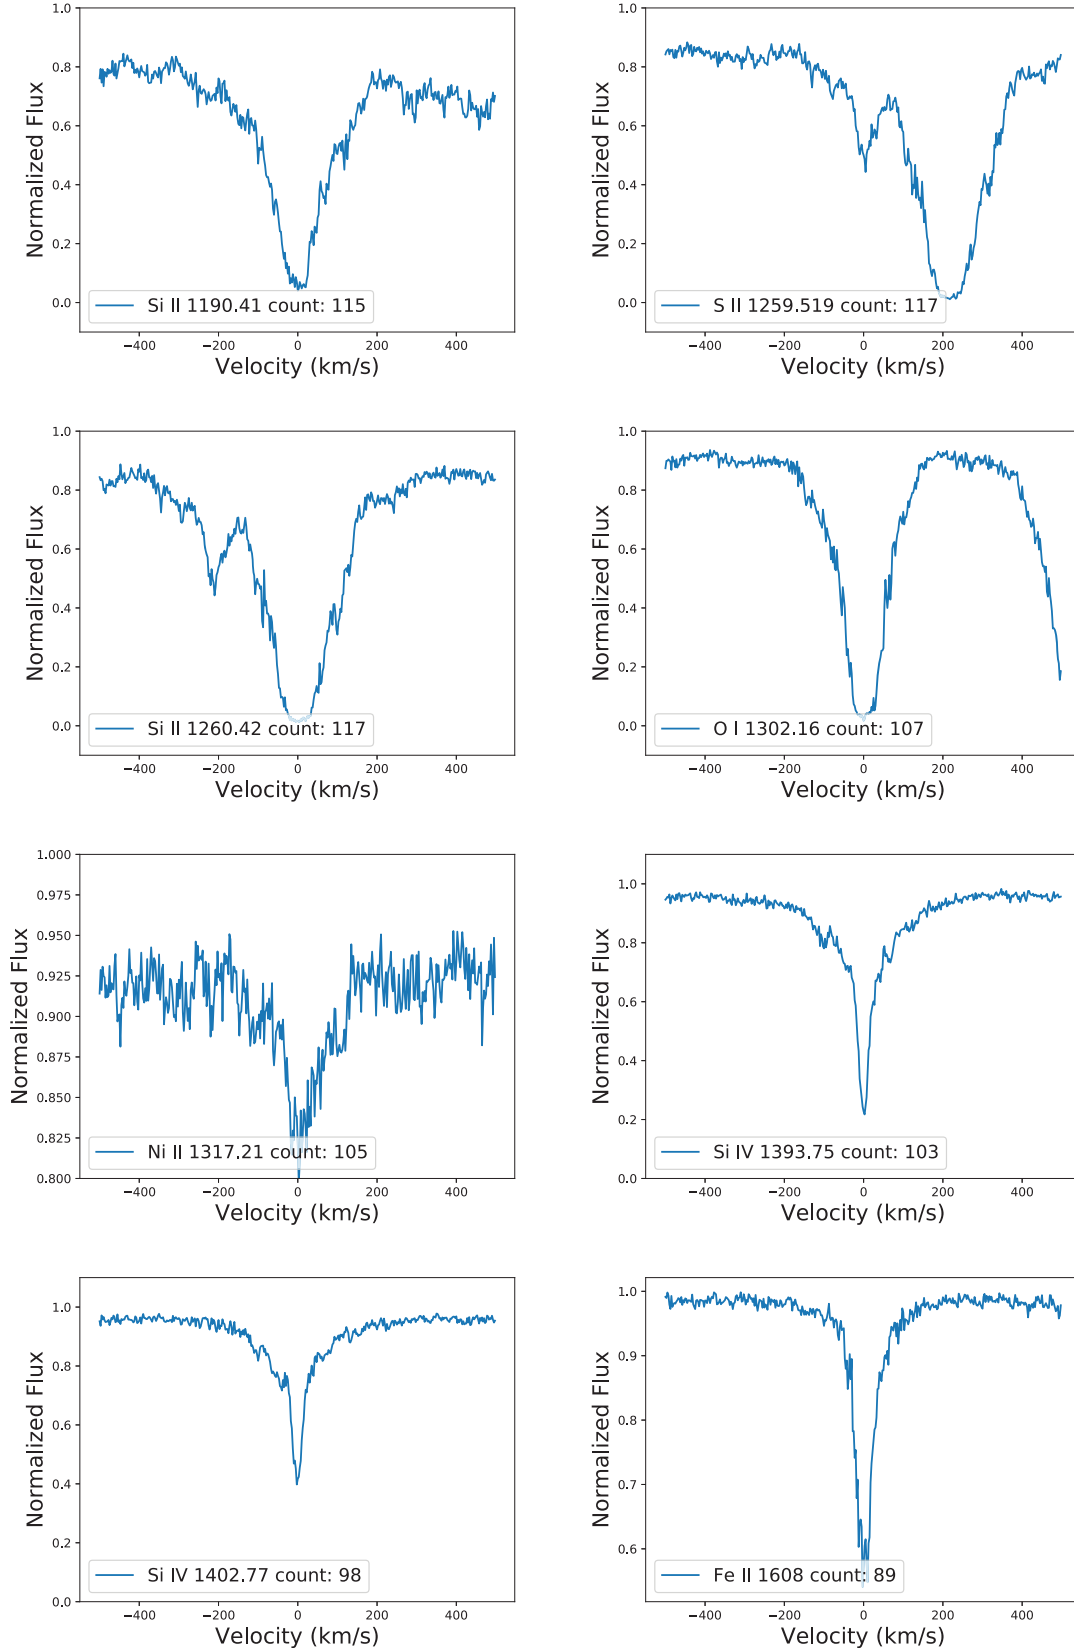 1.0
0.8
0.6
0.4
0.2
0.0
Normalized Flux
Si II 1190.41 count: 115
−400 −200 0 200 400
Velocity (km/s)
1.0
0.8
0.6
0.4
0.2
0.0
Normalized Flux
S II 1259.519 count: 117
−400 −200 0 200 400
Velocity (km/s)
1.0
0.8
0.6
0.4
0.2
0.0
Normalized Flux
Si II 1260.42 count: 117
−400 −200 0 200 400
Velocity (km/s)
1.0
0.8
0.6
0.4
0.2
0.0
Normalized Flux
O I 1302.16 count: 107
−400 −200 0 200 400
Velocity (km/s)
1.000
0.975
0.950
0.925
0.900
0.875
0.850
0.825
0.800
Normalized Flux
Ni II 1317.21 count: 105
−400 −200 0 200 400
Velocity (km/s)
1.0
0.8
0.6
0.4
0.2
0.0
Normalized Flux
Si IV 1393.75 count: 103
−400 −200 0 200 400
Velocity (km/s)
1.0
0.8
0.6
0.4
0.2
0.0
Normalized Flux
Si IV 1402.77 count: 98
−400 −200 0 200 400
Velocity (km/s)
1.0
0.9
0.8
0.7
0.6
Normalized Flux
Fe II 1608 count: 89
−400 −200 0 200 400
Velocity (km/s)